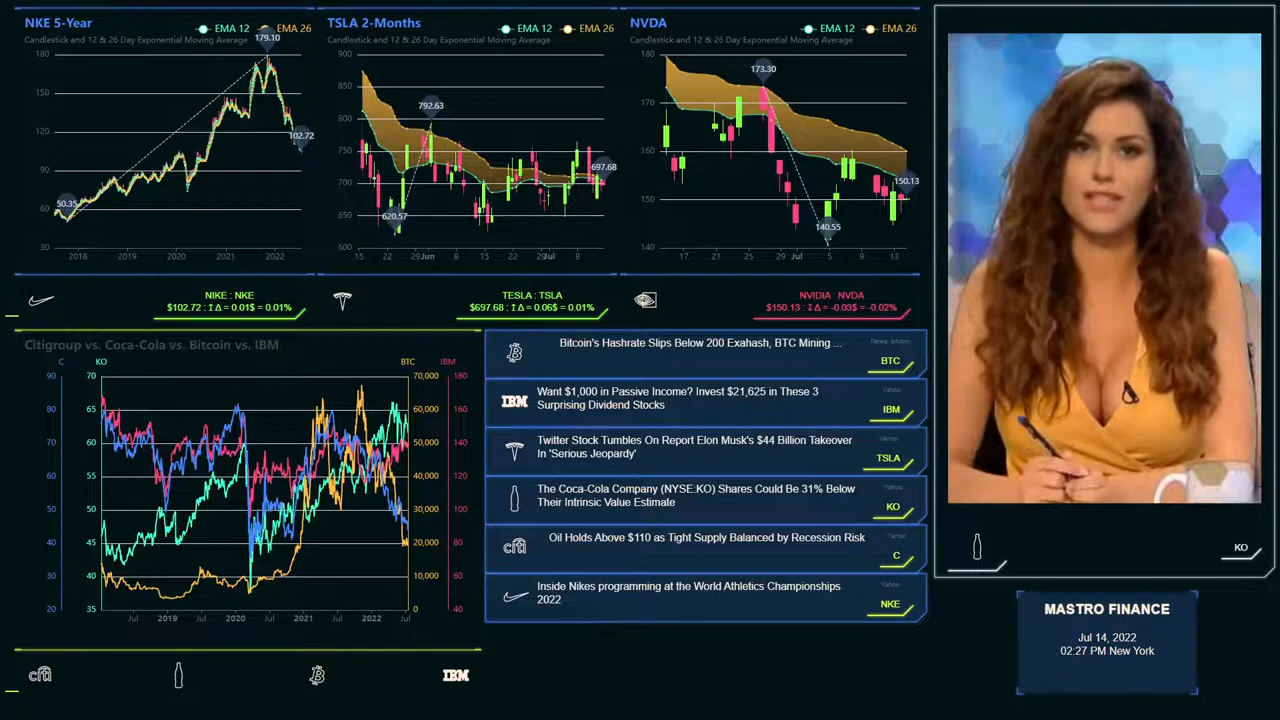 NKE 5-Year
EMA 12
EMA 26
Candlestick and 12 & 26 Day Exponential Moving Average
180
150
120
90
60
30
179.10
102.72
50.35
2018
2019
2020
2021
2022
TSLA 2-Months
EMA 12
EMA 26
Candlestick and 12 & 26 Day Exponential Moving Average
900
850
800
750
700
650
600
792.63
697.68
620.57
15
22
29
Jun
8
15
22
29
Jul
8
NVDA
EMA 12
EMA 26
Candlestick and 12 & 26 Day Exponential Moving Average
180
170
160
150
140
173.30
150.13
140.55
17
21
24
28
Jul
5
8
13
NIKE : NKE
$102.72 : I Δ = 0.01$ = 0.01%
TESLA : TSLA
$697.68 : I Δ = 0.06$ = 0.01%
NVIDIA : NVDA
$150.13 : I Δ = -0.03$ = -0.02%
Citigroup vs. Coca-Cola vs. Bitcoin vs. IBM
C
KO
BTC
IBM
90
80
70
60
50
40
30
20
70
65
60
55
50
45
40
35
70,000
60,000
50,000
40,000
30,000
20,000
10,000
0
180
160
140
120
100
80
60
40
Jul
2019
Jul
2020
Jul
2021
Jul
2022
Jul
citi
IBM
Bitcoin's Hashrate Slips Below 200 Exahash, BTC Mining ...
News Bitcoin
BTC
IBM
Want $1,000 in Passive Income? Invest $21,625 in These 3
Surprising Dividend Stocks
Yahoo
IBM
Twitter Stock Tumbles On Report Elon Musk's $44 Billion Takeover
In 'Serious Jeopardy'
Yahoo
TSLA
The Coca-Cola Company (NYSE:KO) Shares Could Be 31% Below
Their Intrinsic Value Estimate
Yahoo
KO
citi
Oil Holds Above $110 as Tight Supply Balanced by Recession Risk
Yahoo
C
Inside Nikes programming at the World Athletics Championships
2022
Yahoo
NKE
KO
MASTRO FINANCE
Jul 14, 2022
02:27 PM New York